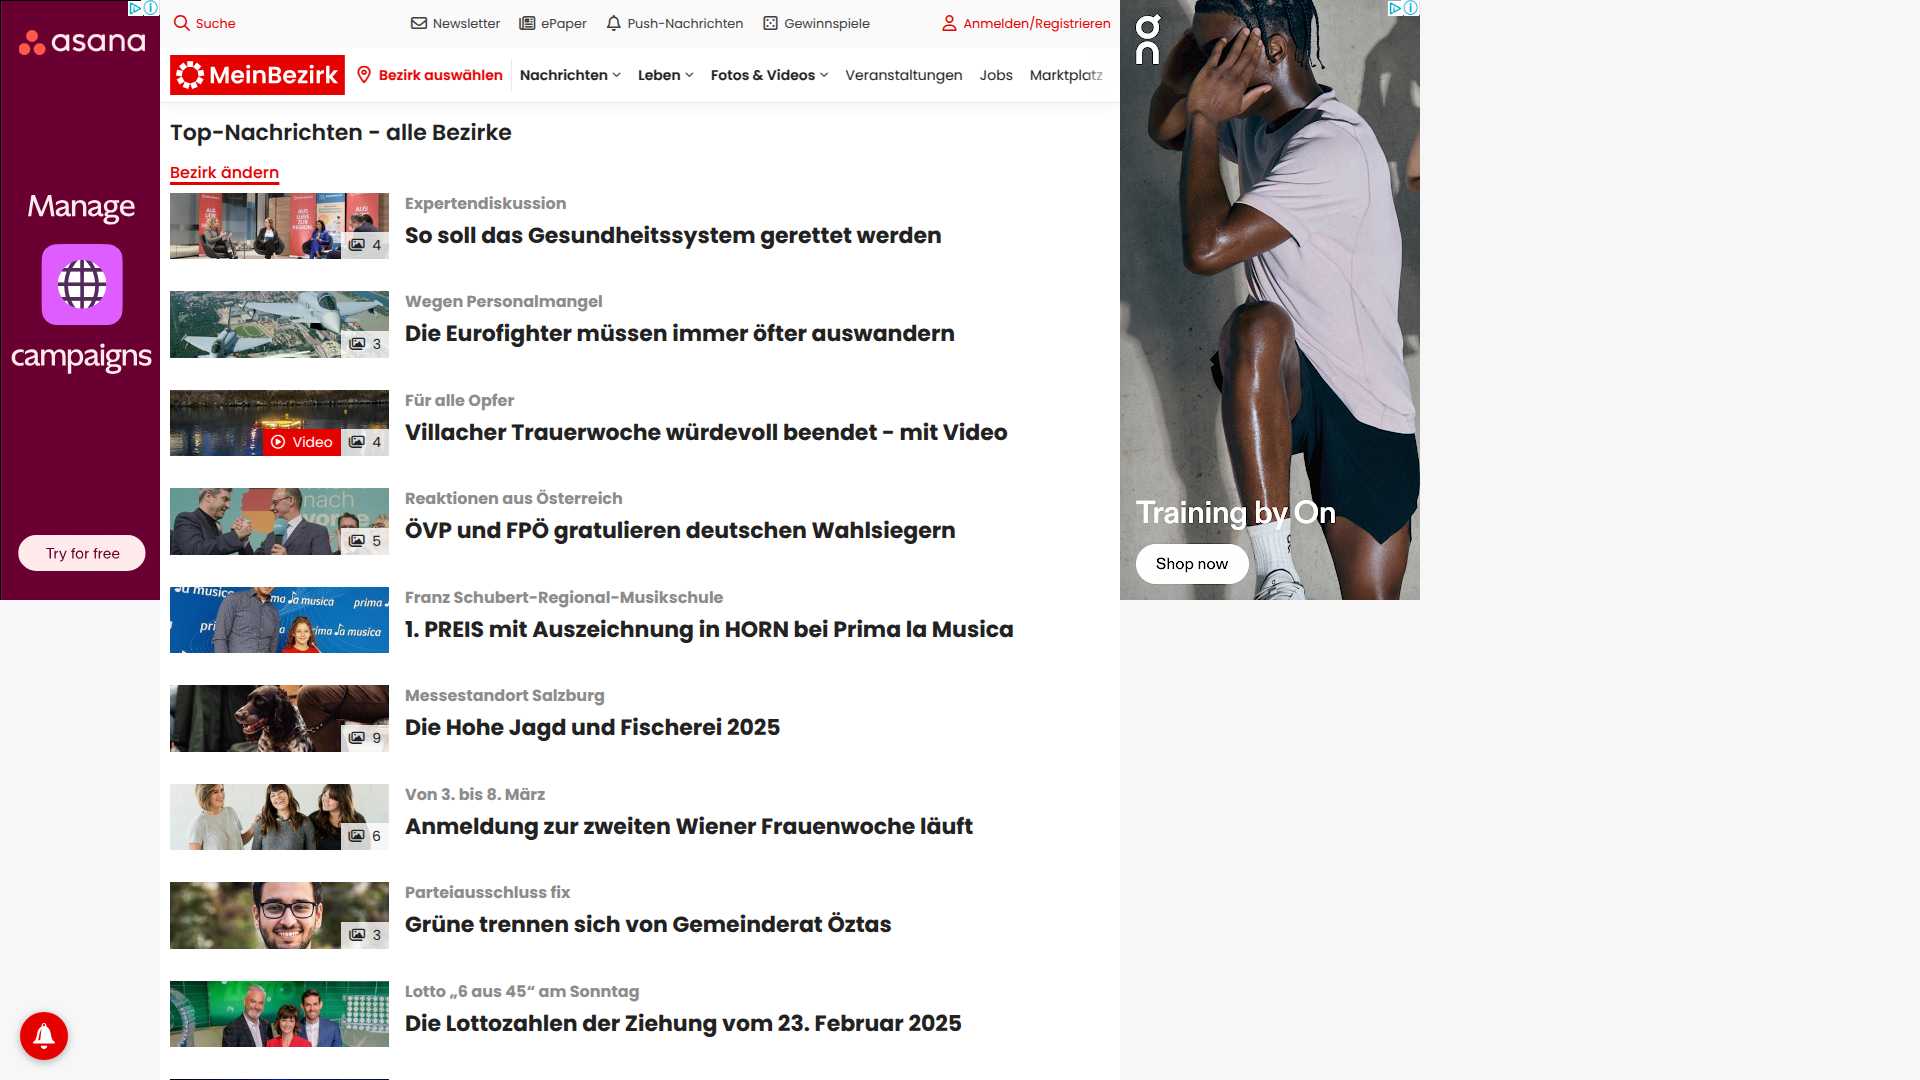 asana
Manage
campaigns
Try for free
Suche
Newsletter
ePaper
Push-Nachrichten
Gewinnspiele
Anmelden/Registrieren
MeinBezirk
Bezirk auswählen
Nachrichten
Leben
Fotos & Videos
Veranstaltungen
Jobs
Marktplatz
Top-Nachrichten - alle Bezirke
Bezirk ändern
4
Expertendiskussion
So soll das Gesundheitssystem gerettet werden
3
Wegen Personalmangel
Die Eurofighter müssen immer öfter auswandern
Video
4
Für alle Opfer
Villacher Trauerwoche würdevoll beendet - mit Video
nach
5
Reaktionen aus Österreich
ÖVP und FPÖ gratulieren deutschen Wahlsiegern
prima la musica
Franz Schubert-Regional-Musikschule
1. PREIS mit Auszeichnung in HORN bei Prima la Musica
9
Messestandort Salzburg
Die Hohe Jagd und Fischerei 2025
6
Von 3. bis 8. März
Anmeldung zur zweiten Wiener Frauenwoche läuft
3
Parteiausschluss fix
Grüne trennen sich von Gemeinderat Öztas
Lotto „6 aus 45“ am Sonntag
Die Lottozahlen der Ziehung vom 23. Februar 2025
on
Training by On
Shop now